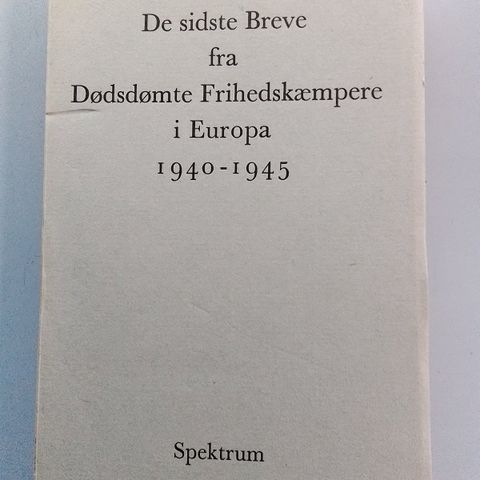 De sidste Breve
fra
Dødsdømte Frihedskæmpere
i Europa
1940-1945
Spektrum